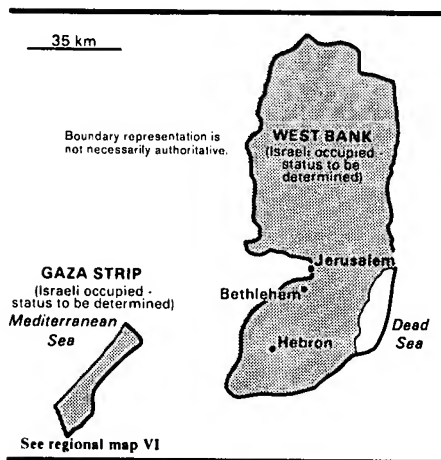 35 km
Boundary representation is
not necessarily authoritative.
WEST BANK
(Israeli occupied -
status to be
determined)
Jerusalem
GAZA STRIP
(Israeli occupied -
status to be determined)
Bethlehem
Mediterranean
Sea
Dead
Sea
Hebron
See regional map VI